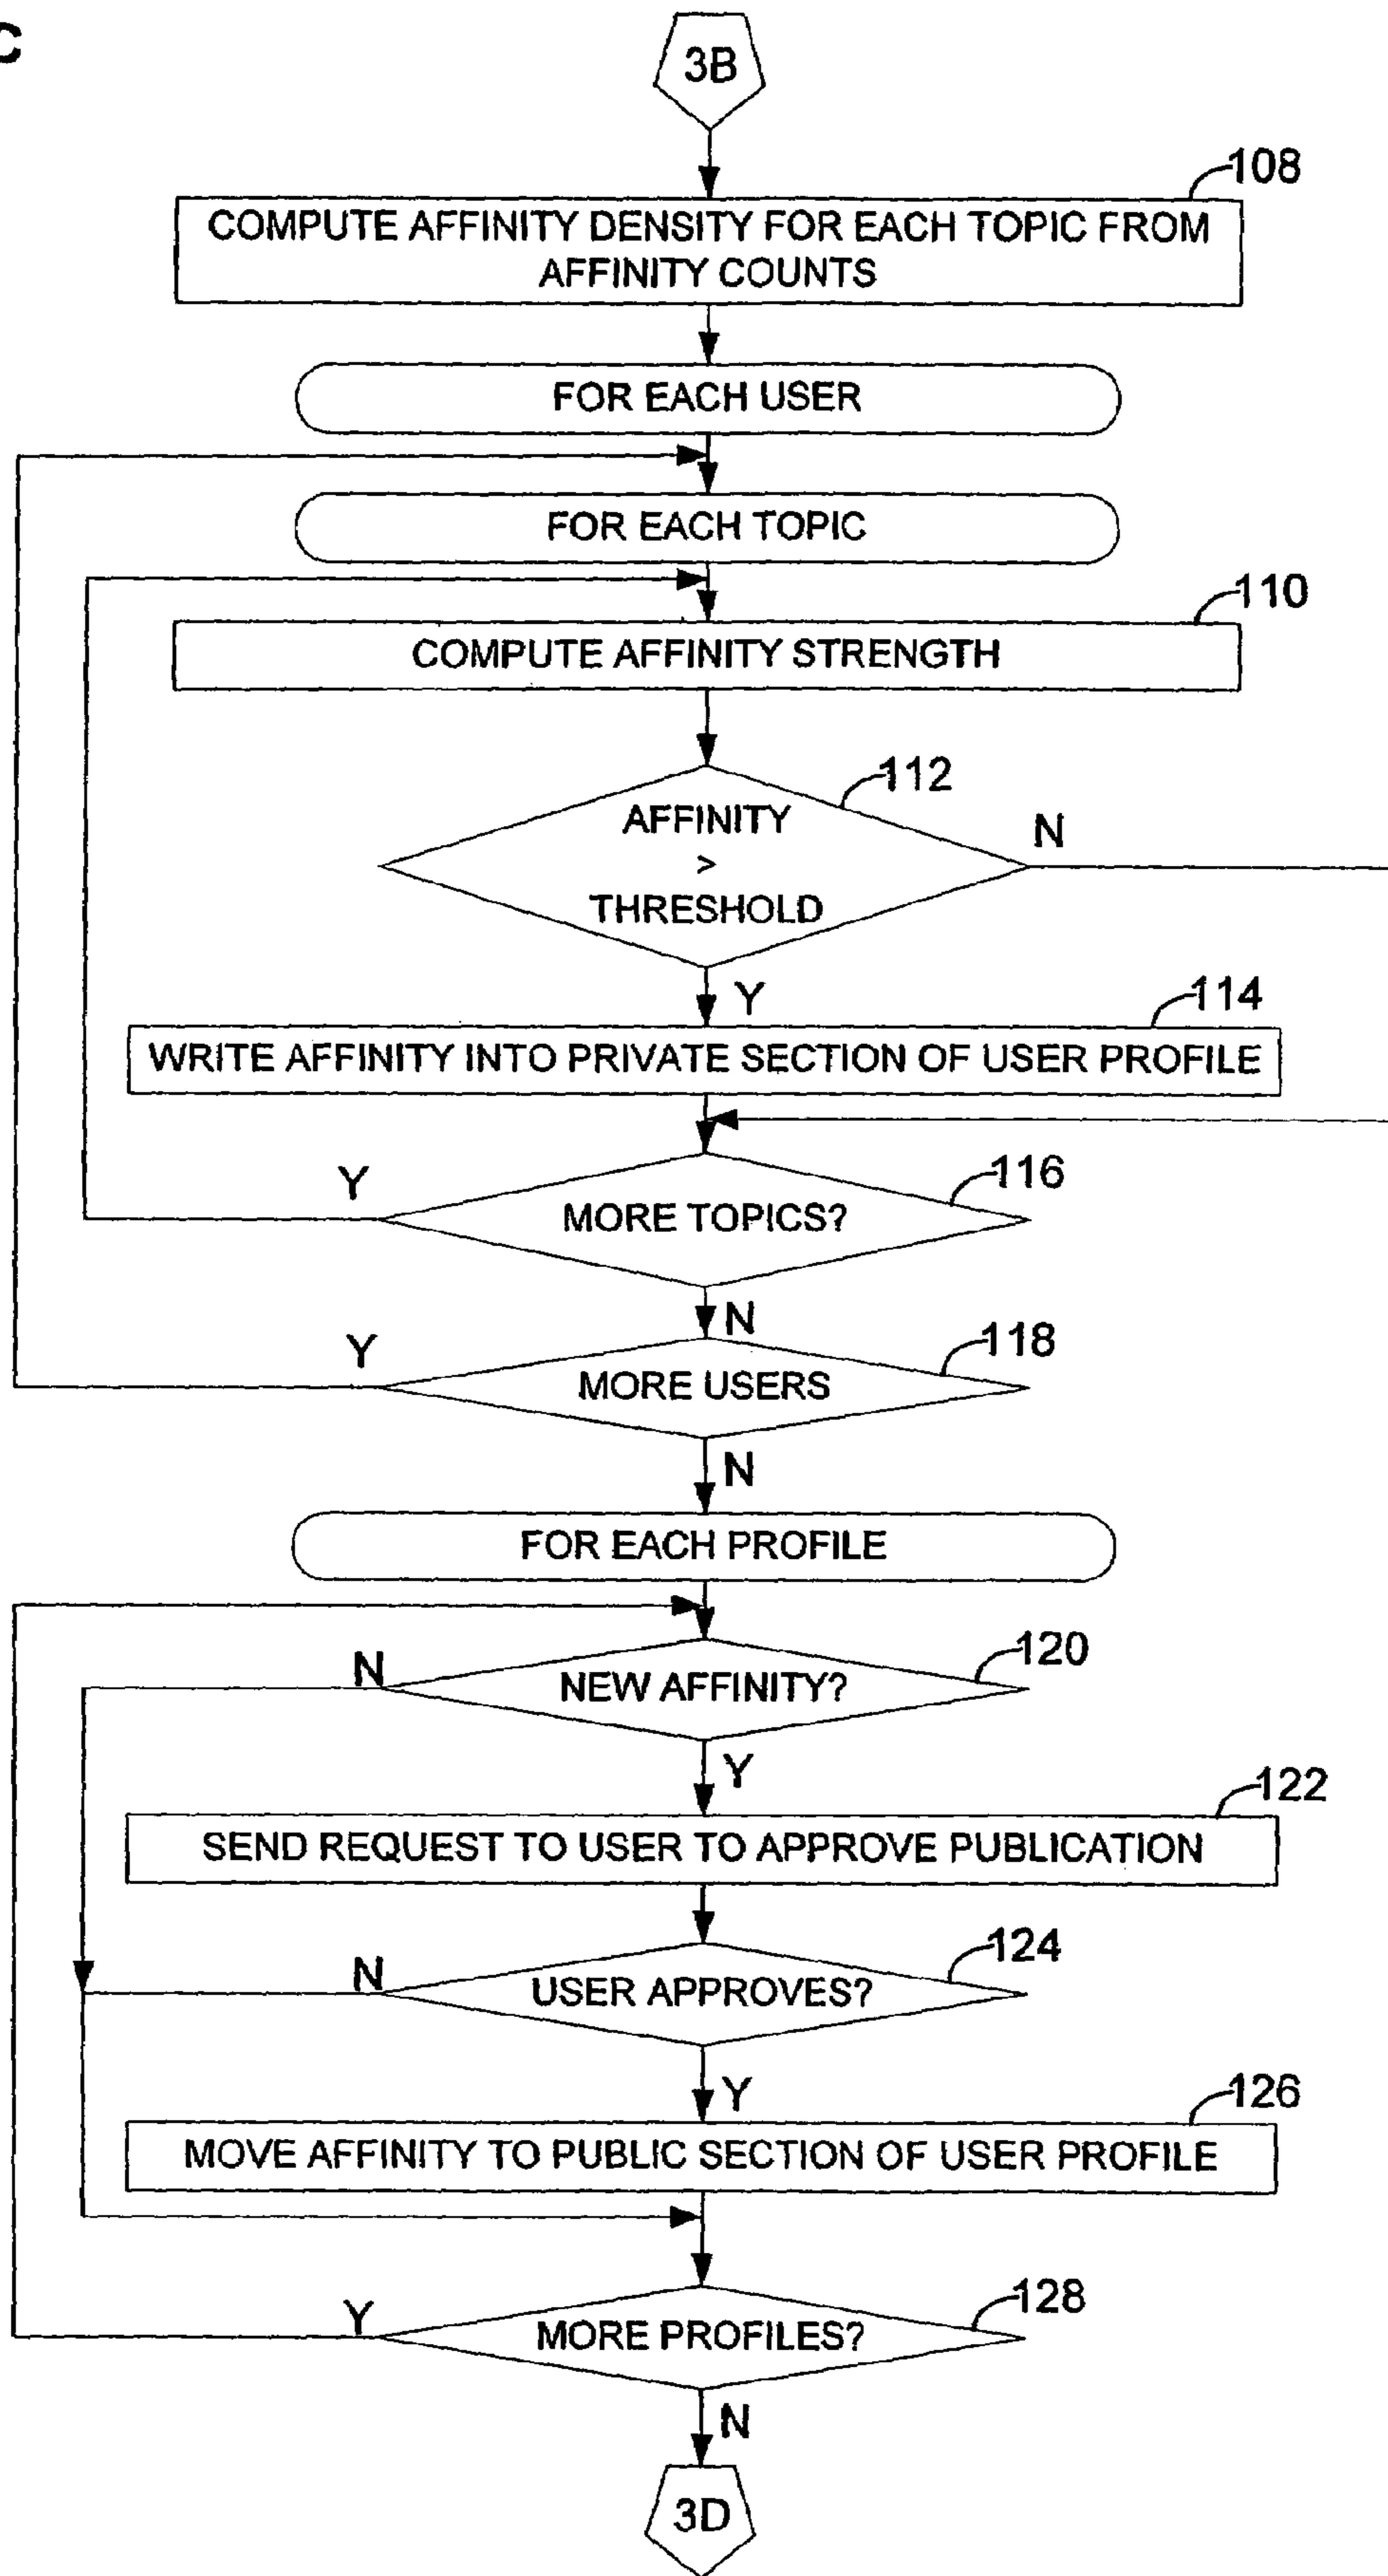 C
3B
108
COMPUTE AFFINITY DENSITY FOR EACH TOPIC FROM
AFFINITY COUNTS
FOR EACH USER
FOR EACH TOPIC
110
COMPUTE AFFINITY STRENGTH
112
AFFINITY
>
THRESHOLD
N
Y
114
WRITE AFFINITY INTO PRIVATE SECTION OF USER PROFILE
Y
116
MORE TOPICS?
N
Y
118
MORE USERS
N
FOR EACH PROFILE
N
120
NEW AFFINITY?
Y
122
SEND REQUEST TO USER TO APPROVE PUBLICATION
N
124
USER APPROVES?
Y
126
MOVE AFFINITY TO PUBLIC SECTION OF USER PROFILE
Y
128
MORE PROFILES?
N
3D